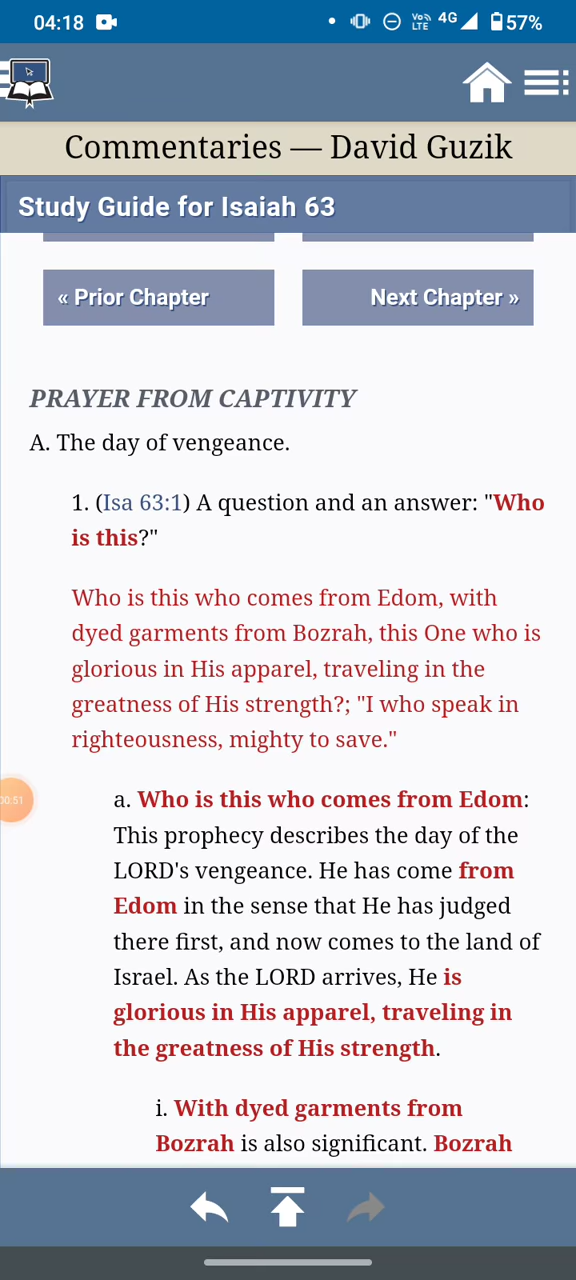 04:18
Vo LTE 4G 57%
Commentaries — David Guzik
Study Guide for Isaiah 63
« Prior Chapter
Next Chapter »
PRAYER FROM CAPTIVITY
A. The day of vengeance.
1. (Isa 63:1) A question and an answer: "Who
is this?"
Who is this who comes from Edom, with
dyed garments from Bozrah, this One who is
glorious in His apparel, traveling in the
greatness of His strength?; "I who speak in
righteousness, mighty to save."
00:51
a. Who is this who comes from Edom:
This prophecy describes the day of the
LORD's vengeance. He has come from
Edom in the sense that He has judged
there first, and now comes to the land of
Israel. As the LORD arrives, He is
glorious in His apparel, traveling in
the greatness of His strength.
i. With dyed garments from
Bozrah is also significant. Bozrah